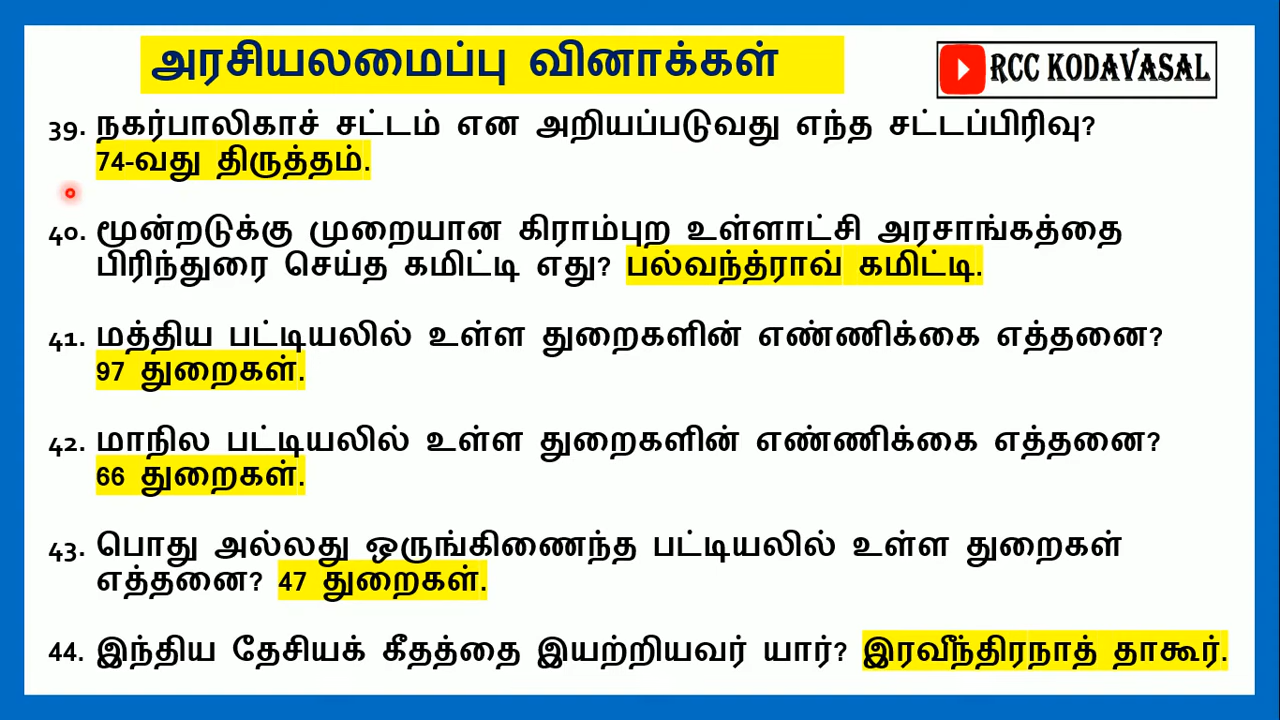 அரசியலமைப்பு வினாக்கள்
RCC KODAVASAL
39. நகர்பாலிகாச் சட்டம் என அறியப்படுவது எந்த சட்டப்பிரிவு?
74-வது திருத்தம்.
40. மூன்றடுக்கு முறையான கிராம்புற உள்ளாட்சி அரசாங்கத்தை
பிரிந்துரை செய்த கமிட்டி எது? பல்வந்த்ராவ் கமிட்டி.
41. மத்திய பட்டியலில் உள்ள துறைகளின் எண்ணிக்கை எத்தனை?
97 துறைகள்.
42. மாநில பட்டியலில் உள்ள துறைகளின் எண்ணிக்கை எத்தனை?
66 துறைகள்.
43. பொது அல்லது ஒருங்கிணைந்த பட்டியலில் உள்ள துறைகள்
எத்தனை? 47 துறைகள்.
44. இந்திய தேசியக் கீதத்தை இயற்றியவர் யார்? இரவீந்திரநாத் தாகூர்.